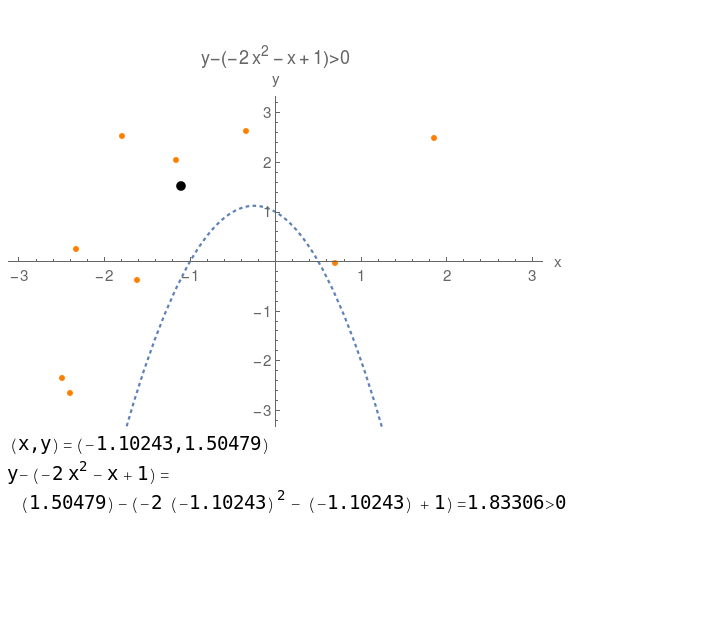 y−(−2 x² − x + 1)>0
y
3
2
1
−3 −2 −1 1 2 3 x
−1
−2
−3
(x,y) = (−1.10243,1.50479)
y− (−2 x² − x + 1) =
(1.50479) − (−2 (−1.10243)² − (−1.10243) + 1) =1.83306>0